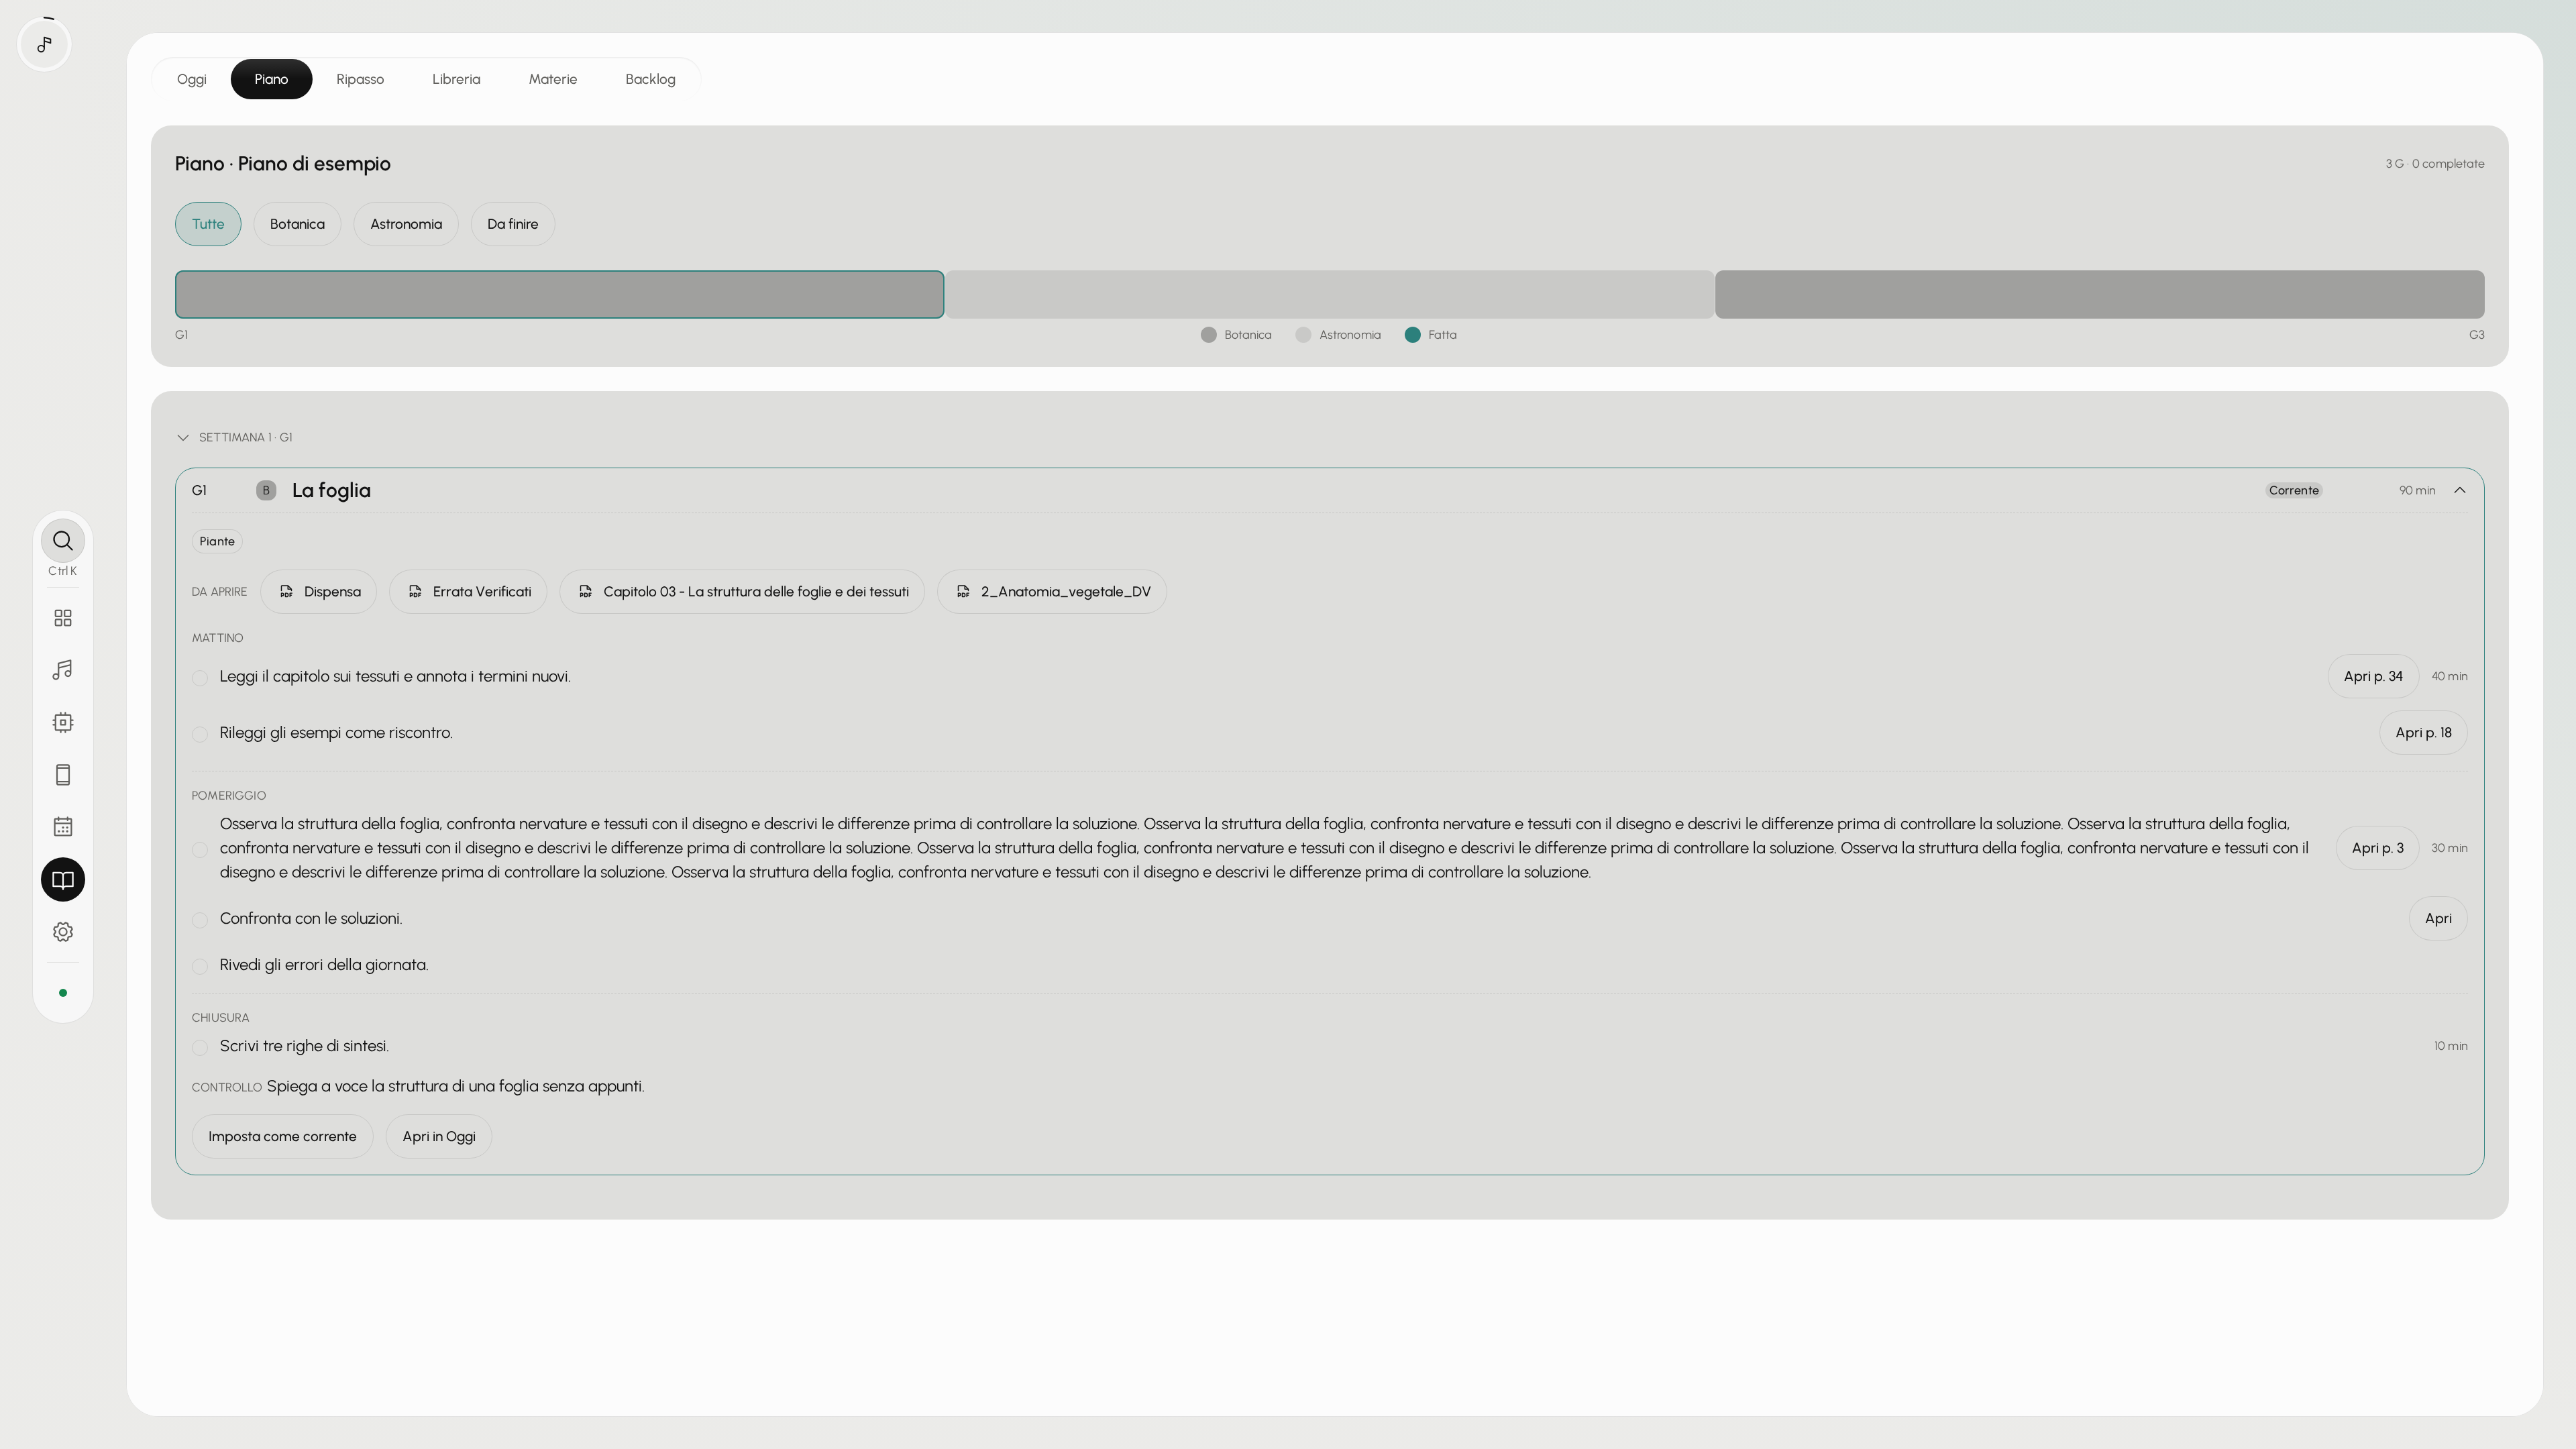 Oggi
Piano
Ripasso
Libreria
Materie
Backlog
Piano · Piano di esempio
3 G · 0 completate
Tutte
Botanica
Astronomia
Da finire
G1
Botanica
Astronomia
Fatta
G3
SETTIMANA 1 · G1
G1
B
La foglia
Corrente
90 min
Piante
DA APRIRE
PDF
Dispensa
PDF
Errata Verificati
PDF
Capitolo 03 - La struttura delle foglie e dei tessuti
PDF
2_Anatomia_vegetale_DV
MATTINO
Leggi il capitolo sui tessuti e annota i termini nuovi.
Apri p. 34
40 min
Rileggi gli esempi come riscontro.
Apri p. 18
POMERIGGIO
Osserva la struttura della foglia, confronta nervature e tessuti con il disegno e descrivi le differenze prima di controllare la soluzione. Osserva la struttura della foglia, confronta nervature e tessuti con il disegno e descrivi le differenze prima di controllare la soluzione. Osserva la struttura della foglia,
confronta nervature e tessuti con il disegno e descrivi le differenze prima di controllare la soluzione. Osserva la struttura della foglia, confronta nervature e tessuti con il disegno e descrivi le differenze prima di controllare la soluzione. Osserva la struttura della foglia, confronta nervature e tessuti con il
disegno e descrivi le differenze prima di controllare la soluzione. Osserva la struttura della foglia, confronta nervature e tessuti con il disegno e descrivi le differenze prima di controllare la soluzione.
Apri p. 3
30 min
Confronta con le soluzioni.
Apri
Rivedi gli errori della giornata.
CHIUSURA
Scrivi tre righe di sintesi.
10 min
CONTROLLO Spiega a voce la struttura di una foglia senza appunti.
Imposta come corrente
Apri in Oggi
Ctrl K